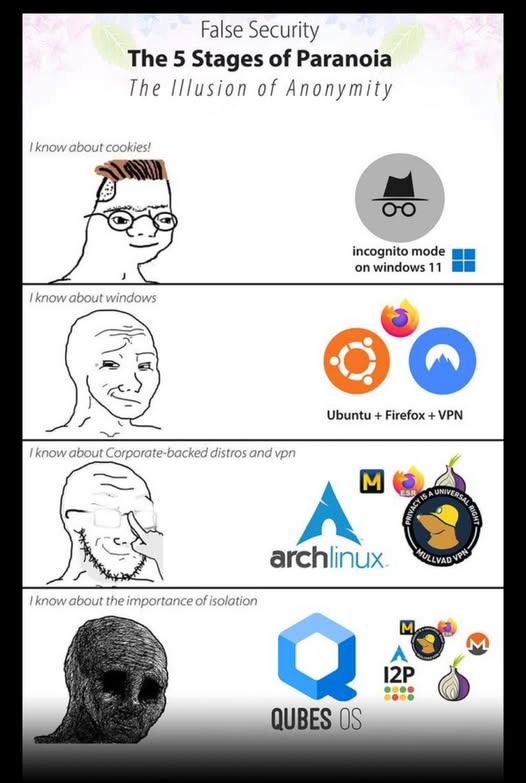 False Security
The 5 Stages of Paranoia
The Illusion of Anonymity
I know about cookies!
incognito mode
on windows 11
I know about windows
Ubuntu + Firefox + VPN
I know about Corporate-backed distros and vpn
M
ESR
PRIVACY IS A UNIVERSAL RIGHT
MULLVAD VPN
archlinux
I know about the importance of isolation
M
I2P
QUBES OS